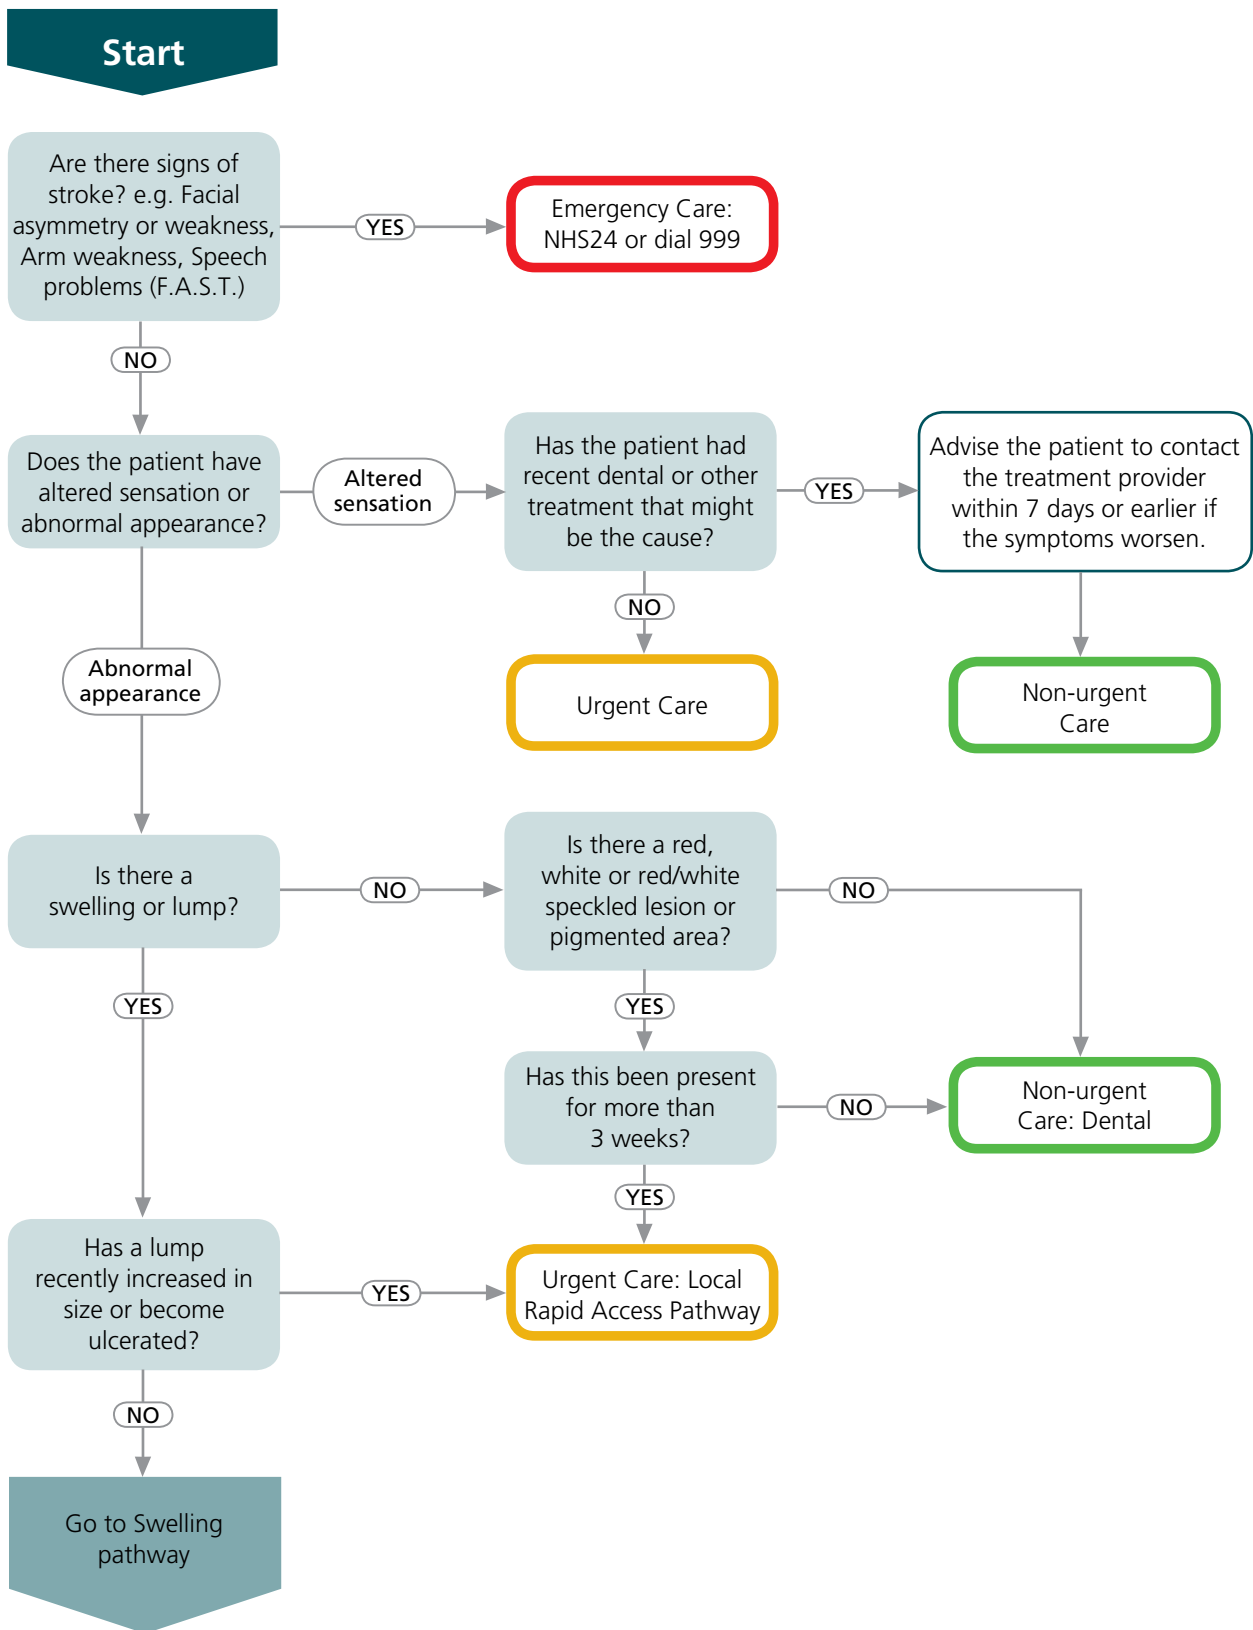 Start
Are there signs of
stroke? e.g. Facial
asymmetry or weakness,
Arm weakness, Speech
problems (F.A.S.T.)
YES
Emergency Care:
NHS24 or dial 999
NO
Does the patient have
altered sensation or
abnormal appearance?
Altered
sensation
Has the patient had
recent dental or other
treatment that might
be the cause?
YES
Advise the patient to contact
the treatment provider
within 7 days or earlier if
the symptoms worsen.
NO
Urgent Care
Non-urgent
Care
Abnormal
appearance
Is there a
swelling or lump?
NO
Is there a red,
white or red/white
speckled lesion or
pigmented area?
NO
YES
YES
Has this been present
for more than
3 weeks?
NO
Non-urgent
Care: Dental
YES
Has a lump
recently increased in
size or become
ulcerated?
YES
Urgent Care: Local
Rapid Access Pathway
NO
Go to Swelling
pathway